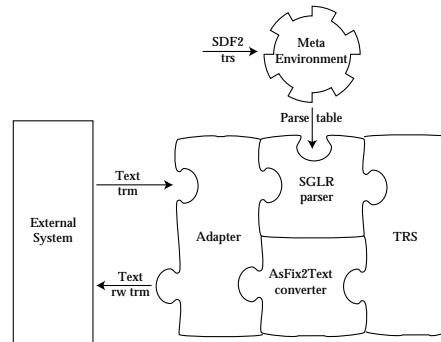 SDF2
trs
Meta
Environment
Parse table
Text
trm
SGLR
parser
External
System
Adapter
TRS
Text
rw trm
AsFix2Text
converter